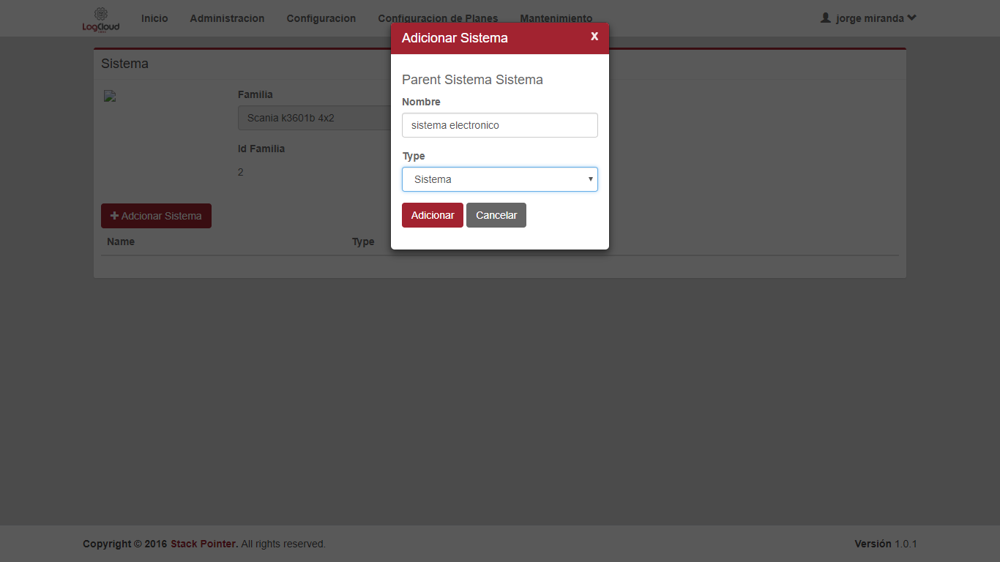 LogCloud
Inicio Administracion Configuracion Configuracion de Planes Mantenimiento jorge miranda
Adicionar Sistema x
Sistema
Parent Sistema Sistema
Familia
Nombre
Scania k3601b 4x2
sistema electronico
Id Familia
Type
2
Sistema
Adcionar Sistema
Adicionar Cancelar
Name Type
Copyright © 2016 Stack Pointer. All rights reserved. Versión 1.0.1